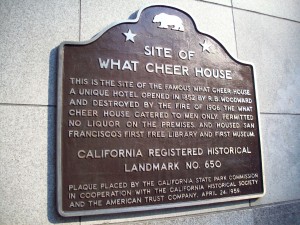 SITE OF
WHAT CHEER HOUSE
THIS IS THE SITE OF THE FAMOUS WHAT CHEER HOUSE
A UNIQUE HOTEL OPENED IN 1852 BY R. B. WOODWARD
AND DESTROYED BY THE FIRE OF 1906. THE WHAT
CHEER HOUSE CATERED TO MEN ONLY, PERMITTED
NO LIQUOR ON THE PREMISES, AND HOUSED SAN
FRANCISCO'S FIRST FREE LIBRARY AND FIRST MUSEUM.
CALIFORNIA REGISTERED HISTORICAL
LANDMARK NO. 650
PLAQUE PLACED BY THE CALIFORNIA STATE PARK COMMISSION
IN COOPERATION WITH THE CALIFORNIA HISTORICAL SOCIETY
AND THE AMERICAN TRUST COMPANY, APRIL 24, 1959.